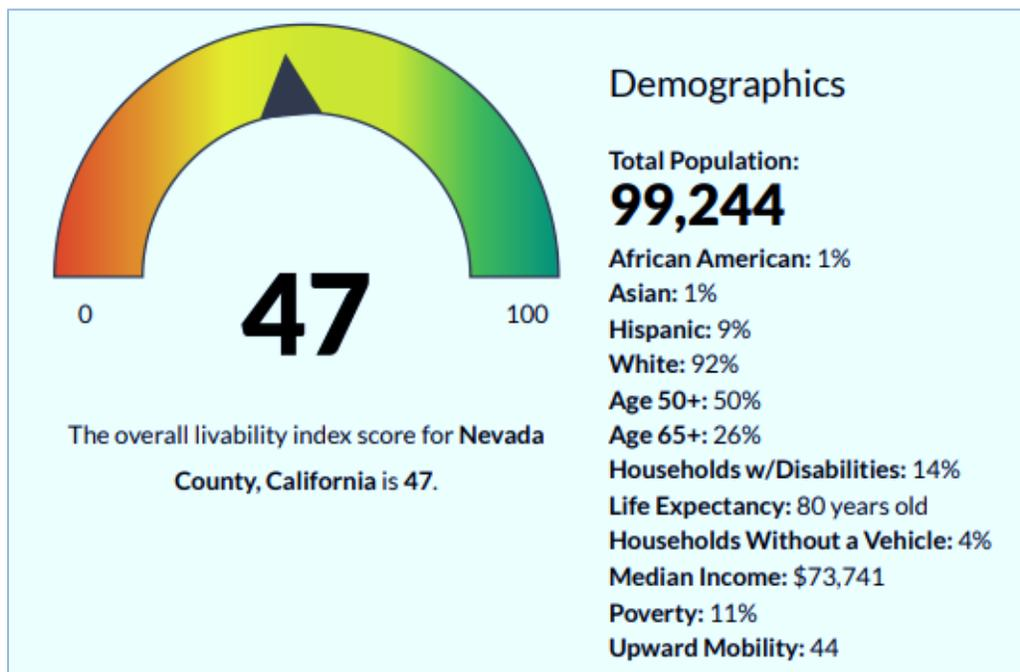 0
100
47
The overall livability index score for Nevada
County, California is 47.
Demographics
Total Population:
99,244
African American: 1%
Asian: 1%
Hispanic: 9%
White: 92%
Age 50+: 50%
Age 65+: 26%
Households w/Disabilities: 14%
Life Expectancy: 80 years old
Households Without a Vehicle: 4%
Median Income: $73,741
Poverty: 11%
Upward Mobility: 44